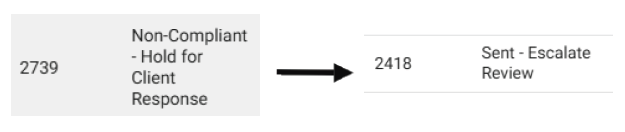 2739
Non-Compliant
- Hold for
Client
Response
2418
Sent - Escalate
Review